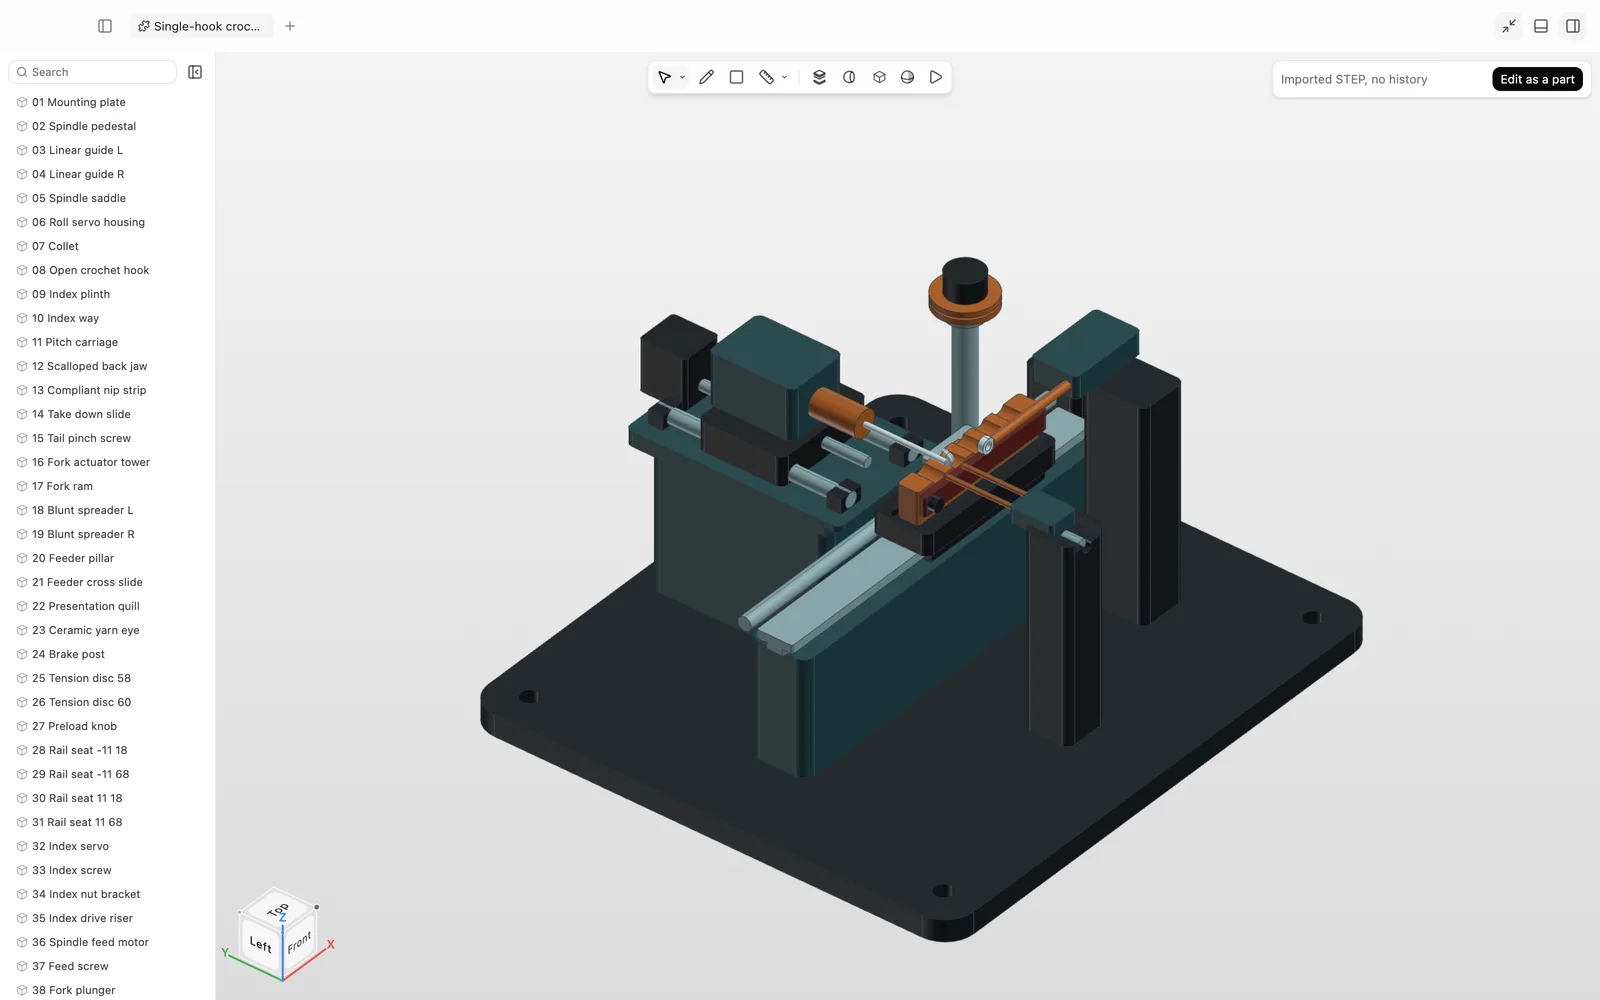 Single-hook croc...
Search
Imported STEP, no history
Edit as a part
01 Mounting plate
02 Spindle pedestal
03 Linear guide L
04 Linear guide R
05 Spindle saddle
06 Roll servo housing
07 Collet
08 Open crochet hook
09 Index plinth
10 Index way
11 Pitch carriage
12 Scalloped back jaw
13 Compliant nip strip
14 Take down slide
15 Tail pinch screw
16 Fork actuator tower
17 Fork ram
18 Blunt spreader L
19 Blunt spreader R
20 Feeder pillar
21 Feeder cross slide
22 Presentation quill
23 Ceramic yarn eye
24 Brake post
25 Tension disc 58
26 Tension disc 60
27 Preload knob
28 Rail seat -11 18
29 Rail seat -11 68
30 Rail seat 11 18
31 Rail seat 11 68
32 Index servo
33 Index screw
34 Index nut bracket
35 Index drive riser
36 Spindle feed motor
37 Feed screw
38 Fork plunger
Top
Z
Left
Front
X
Y